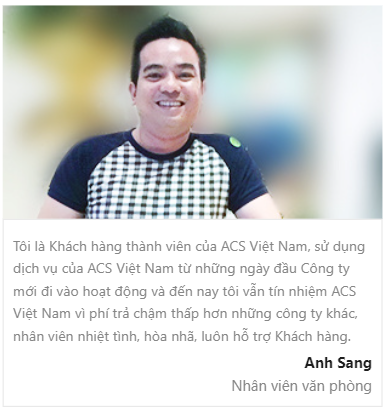 Tôi là Khách hàng thành viên của ACS Việt Nam, sử dụng
dịch vụ của ACS Việt Nam từ những ngày đầu Công ty
mới đi vào hoạt động và đến nay tôi vẫn tín nhiệm ACS
Việt Nam vì phí trả chậm thấp hơn những công ty khác,
nhân viên nhiệt tình, hòa nhã, luôn hỗ trợ Khách hàng.
Anh Sang
Nhân viên văn phòng